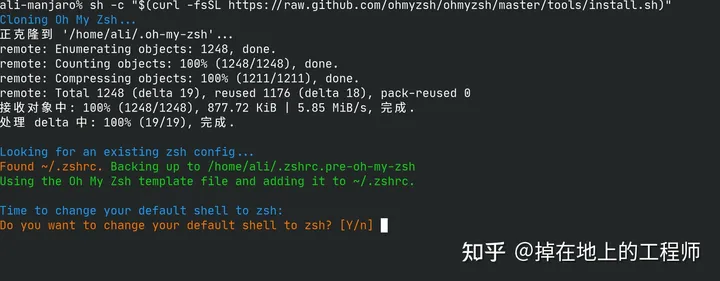 ali-manjaro% sh -c "$(curl -fsSL https://raw.github.com/ohmyzsh/ohmyzsh/master/tools/install.sh)"
Cloning Oh My Zsh...
正克隆到 '/home/ali/.oh-my-zsh'...
remote: Enumerating objects: 1248, done.
remote: Counting objects: 100% (1248/1248), done.
remote: Compressing objects: 100% (1211/1211), done.
remote: Total 1248 (delta 19), reused 1176 (delta 18), pack-reused 0
接收对象中: 100% (1248/1248), 877.72 KiB | 5.85 MiB/s, 完成.
处理 delta 中: 100% (19/19), 完成.
Looking for an existing zsh config...
Found ~/.zshrc. Backing up to /home/ali/.zshrc.pre-oh-my-zsh
Using the Oh My Zsh template file and adding it to ~/.zshrc.
Time to change your default shell to zsh:
Do you want to change your default shell to zsh? [Y/n]
知乎 @掉在地上的工程师